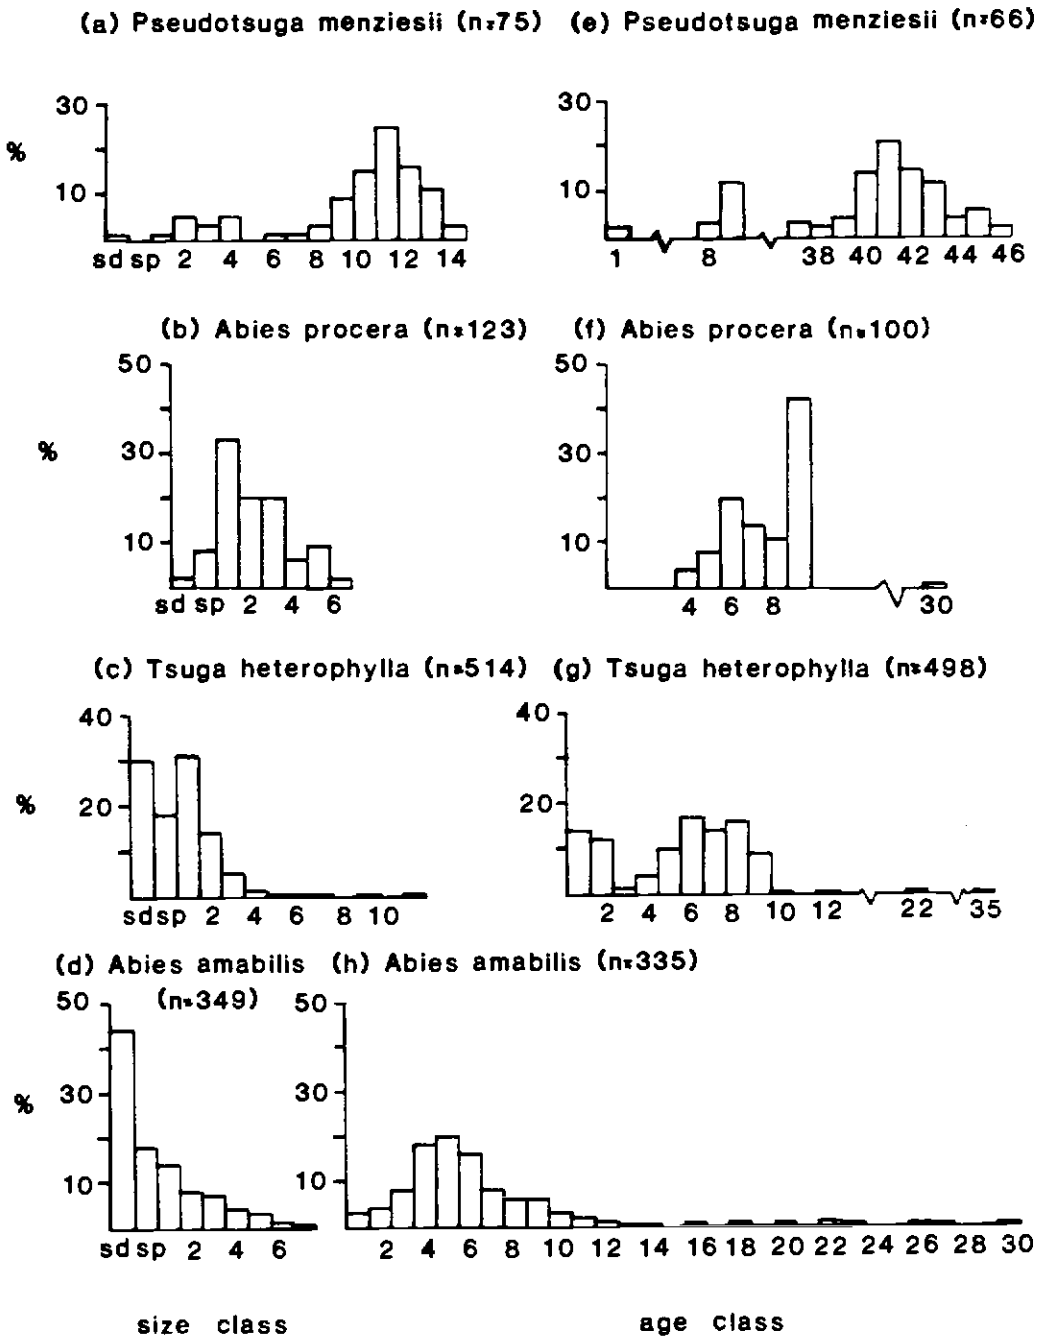 (a) Pseudotsuga menziesii (n=75)
30
%
10
sd sp 2 4 6 8 10 12 14
(e) Pseudotsuga menziesii (n=66)
30
10
1 8 38 40 42 44 46
(b) Abies procera (n=123)
50
%
30
10
sd sp 2 4 6
(f) Abies procera (n=100)
50
30
10
4 6 8 30
(c) Tsuga heterophylla (n=514)
40
%
20
sd sp 2 4 6 8 10
(g) Tsuga heterophylla (n=498)
40
20
2 4 6 8 10 12 22 35
(d) Abies amabilis
(n=349)
50
30
%
10
sd sp 2 4 6
size class
(h) Abies amabilis (n=335)
50
30
10
2 4 6 8 10 12 14 16 18 20 22 26 28 30
age class